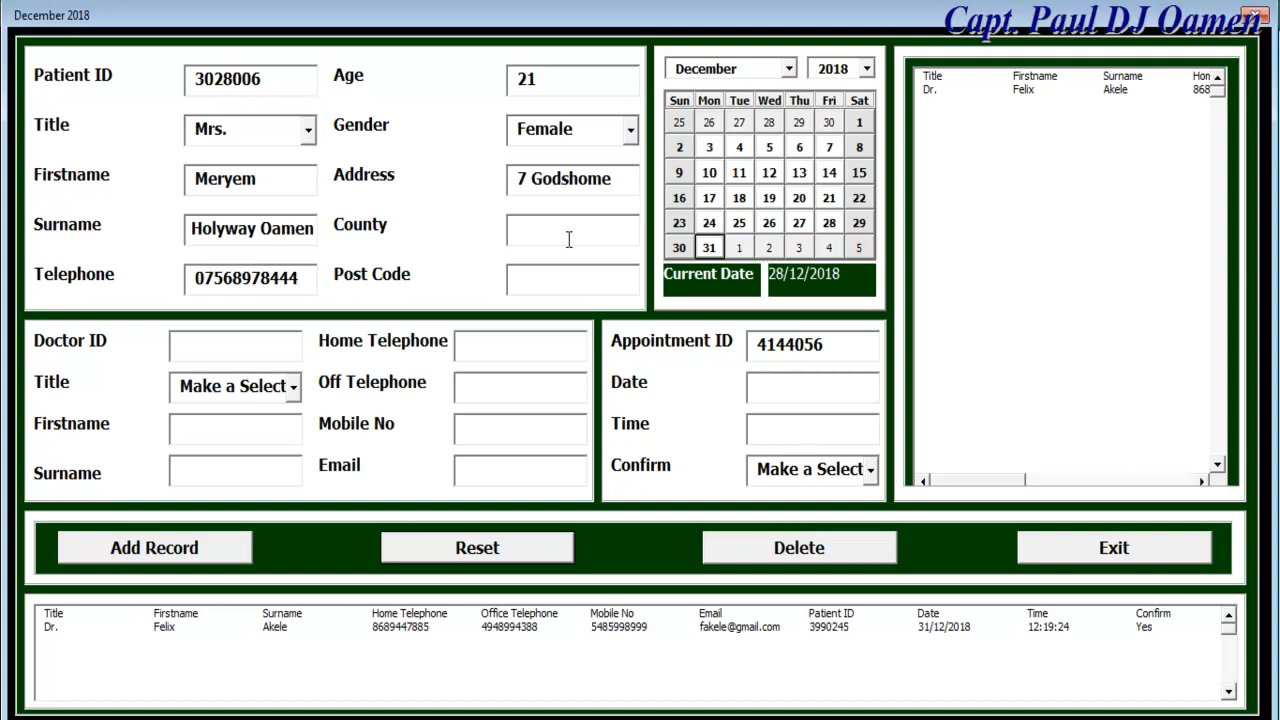 December 2018
Capt. Paul DJ Oamen
Patient ID 3028006 Age 21
Title Mrs. Gender Female
Firstname Meryem Address 7 Godshome
Surname Holyway Oamen County
Telephone 07568978444 Post Code
December 2018
Sun Mon Tue Wed Thu Fri Sat
25 26 27 28 29 30 1
2 3 4 5 6 7 8
9 10 11 12 13 14 15
16 17 18 19 20 21 22
23 24 25 26 27 28 29
30 31 1 2 3 4 5
Current Date 28/12/2018
Title Firstname Surname Hon
Dr. Felix Akele 868
Doctor ID Home Telephone
Title Make a Select Off Telephone
Firstname Mobile No
Surname Email
Appointment ID 4144056
Date
Time
Confirm Make a Select
Add Record Reset Delete Exit
Title Firstname Surname Home Telephone Office Telephone Mobile No Email Patient ID Date Time Confirm
Dr. Felix Akele 8689447885 4948994388 5485998999 fakele@gmail.com 3990245 31/12/2018 12:19:24 Yes